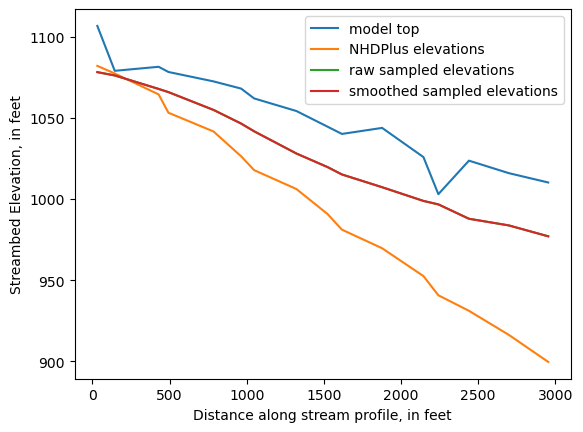 model top
NHDPlus elevations
raw sampled elevations
smoothed sampled elevations
1100
1050
1000
950
900
Streambed Elevation, in feet
0 500 1000 1500 2000 2500 3000
Distance along stream profile, in feet